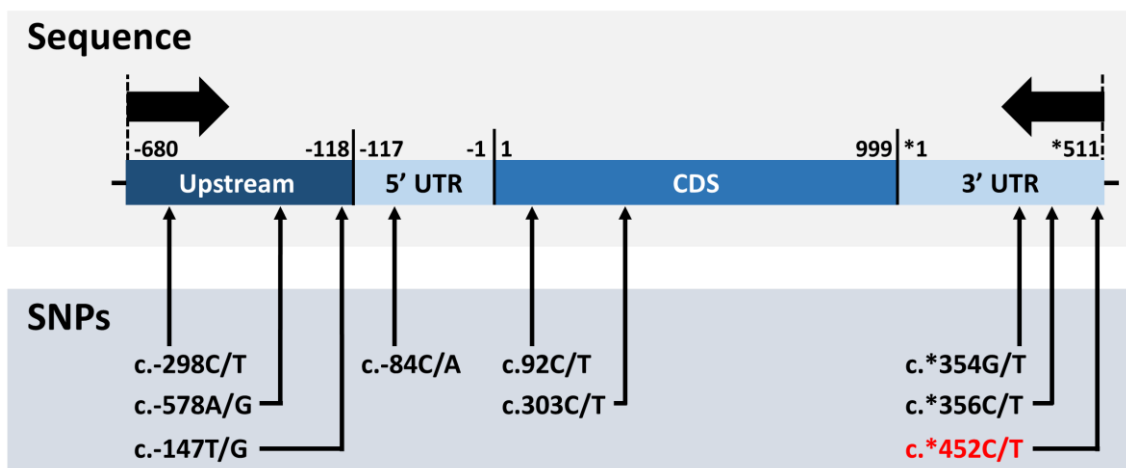 Sequence
-680 -118 -117 -1 1 999 *1 *511
Upstream 5' UTR CDS 3' UTR
SNPs
c.-298C/T c.-84C/A c.92C/T c.*354G/T
c.-578A/G c.303C/T c.*356C/T
c.-147T/G c.*452C/T